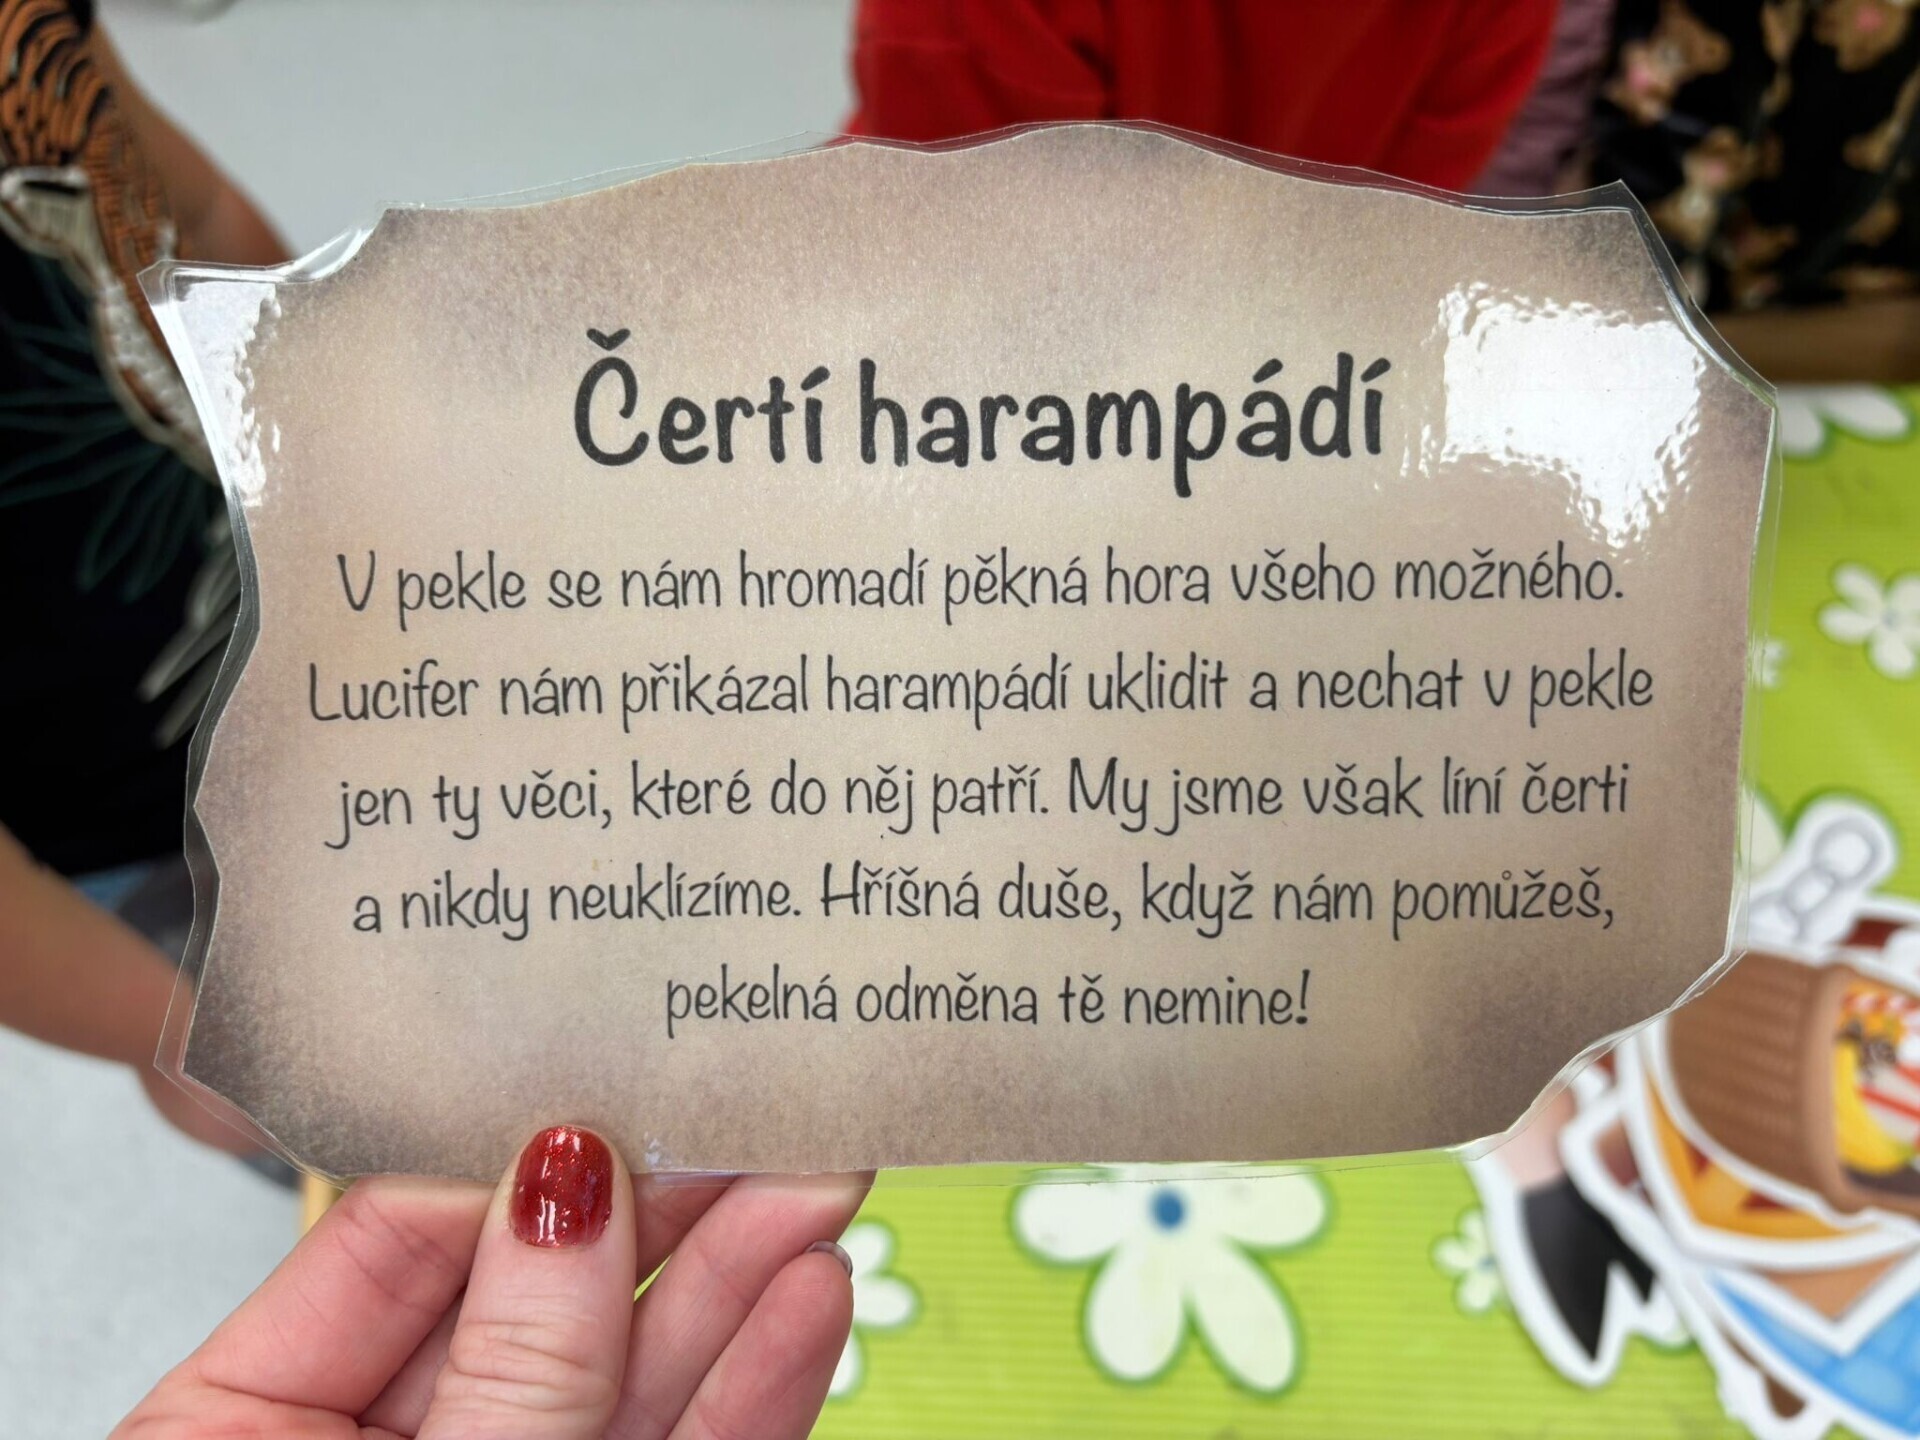 Čertí harampádí
V pekle se nám hromadí pěkná hora všeho možného.
Lucifer nám přikázal harampádí uklidit a nechat v pekle
jen ty věci, které do něj patří. My jsme však líní čerti
a nikdy neuklízíme. Hříšná duše, když nám pomůžeš,
pekelná odměna tě nemine!